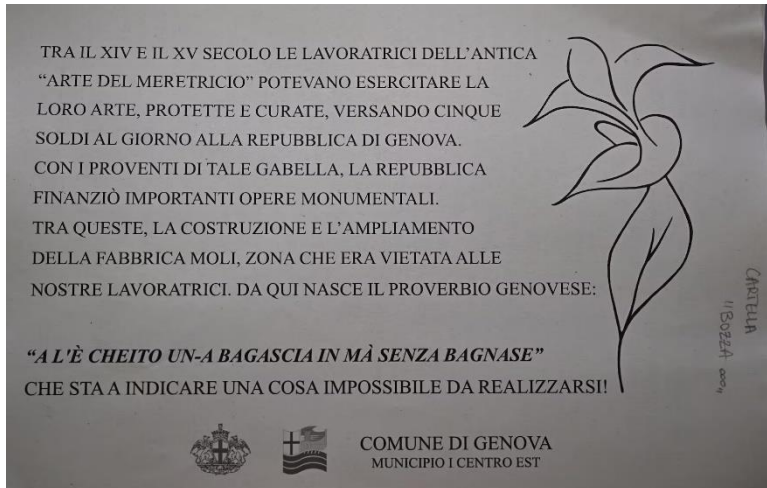 TRA IL XIV E IL XV SECOLO LE LAVORATRICI DELL'ANTICA
"ARTE DEL MERETRICIO" POTEVANO ESERCITARE LA
LORO ARTE, PROTETTE E CURATE, VERSANDO CINQUE
SOLDI AL GIORNO ALLA REPUBBLICA DI GENOVA.
CON I PROVENTI DI TALE GABELLA, LA REPUBBLICA
FINANZIÒ IMPORTANTI OPERE MONUMENTALI.
TRA QUESTE, LA COSTRUZIONE E L'AMPLIAMENTO
DELLA FABBRICA MOLI, ZONA CHE ERA VIETATA ALLE
NOSTRE LAVORATRICI. DA QUI NASCE IL PROVERBIO GENOVESE:
"A L'È CHEITO UN-A BAGASCIA IN MÀ SENZA BAGNASE"
CHE STA A INDICARE UNA COSA IMPOSSIBILE DA REALIZZARSI!
COMUNE DI GENOVA
MUNICIPIO I CENTRO EST
CARTELLA
"BOZZA